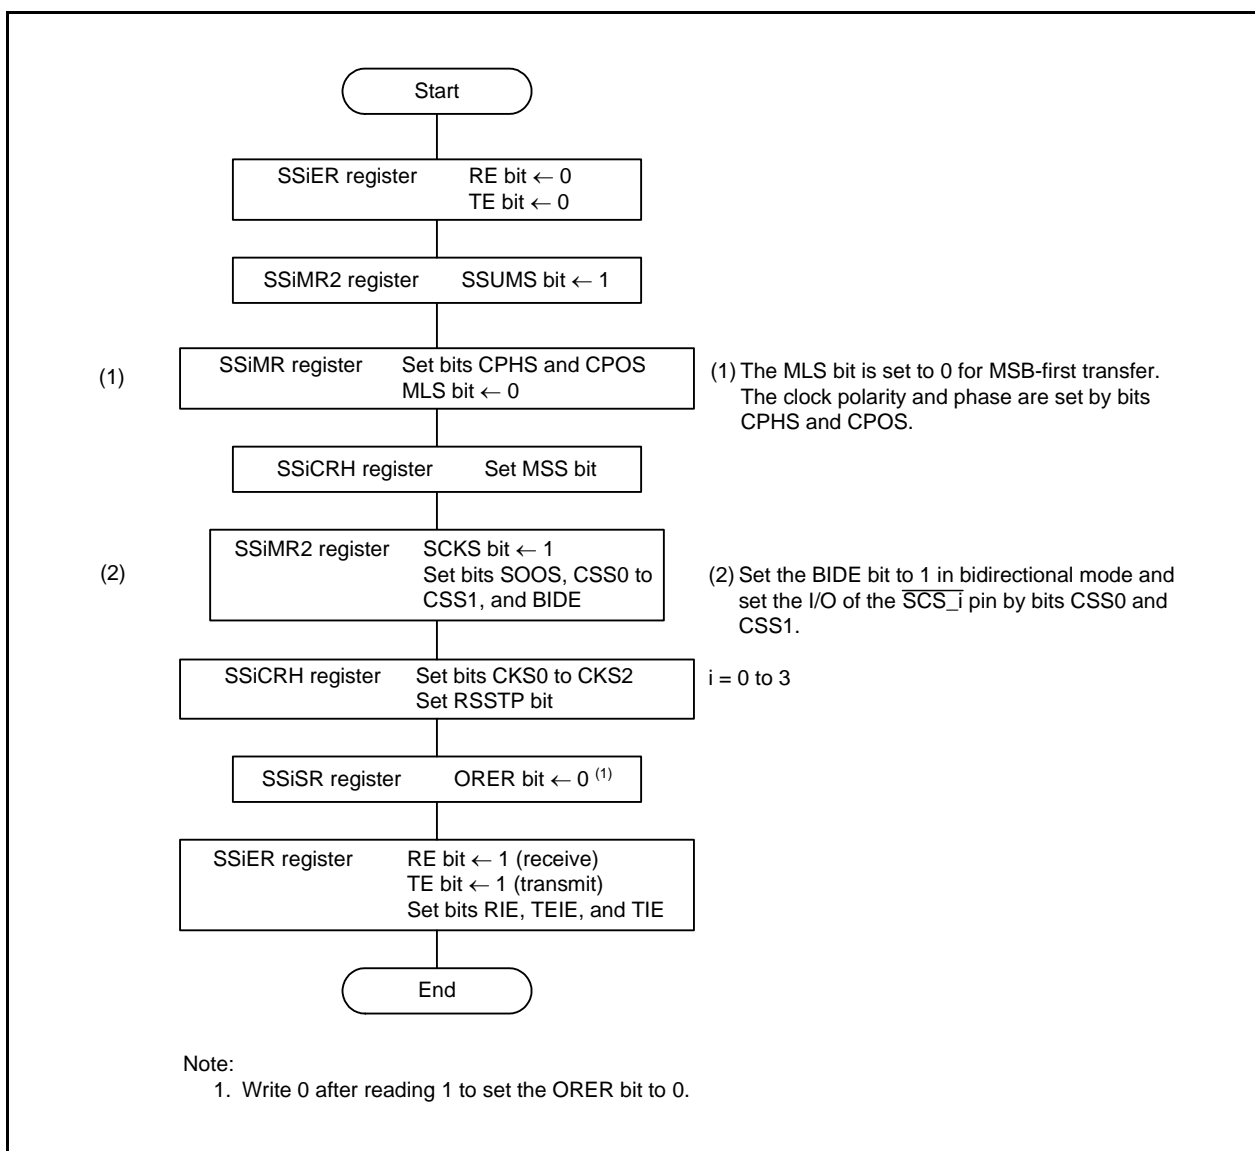 Start
SSiER register RE bit ← 0
TE bit ← 0
SSiMR2 register SSUMS bit ← 1
(1)
SSiMR register Set bits CPHS and CPOS
MLS bit ← 0
(1) The MLS bit is set to 0 for MSB-first transfer.
The clock polarity and phase are set by bits
CPHS and CPOS.
SSiCRH register Set MSS bit
(2)
SSiMR2 register SCKS bit ← 1
Set bits SOOS, CSS0 to
CSS1, and BIDE
(2) Set the BIDE bit to 1 in bidirectional mode and
set the I/O of the S̅C̅S̅_̅i̅ pin by bits CSS0 and
CSS1.
SSiCRH register Set bits CKS0 to CKS2
Set RSSTP bit
i = 0 to 3
SSiSR register ORER bit ← 0 (1)
SSiER register RE bit ← 1 (receive)
TE bit ← 1 (transmit)
Set bits RIE, TEIE, and TIE
End
Note:
1. Write 0 after reading 1 to set the ORER bit to 0.